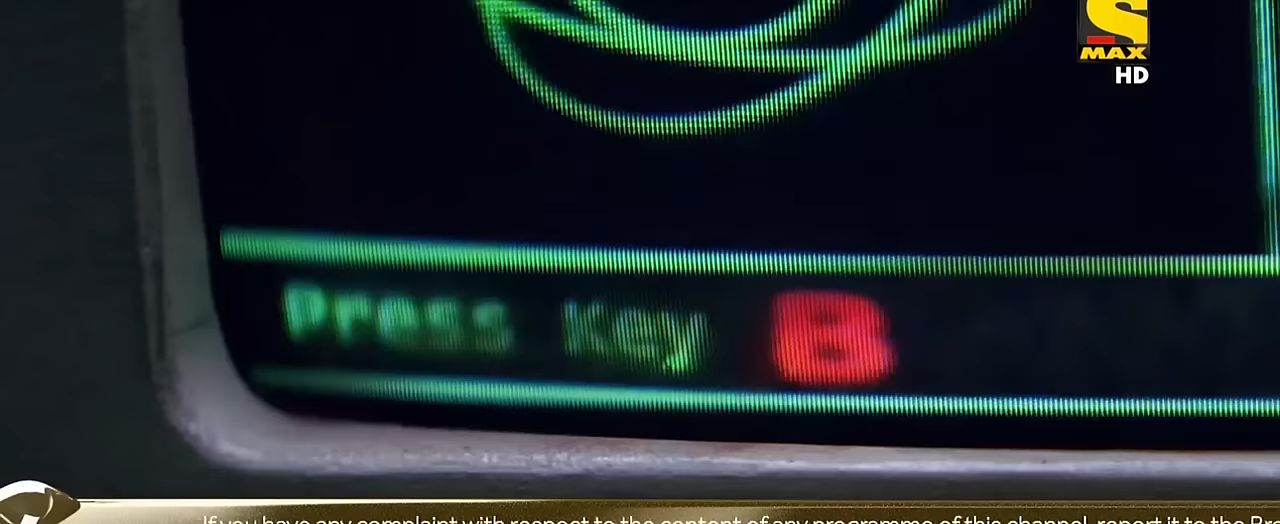 S
MAX
HD
Press Key B
If you have any complaint with respect to the content of any programme of this channel, report it to the Br